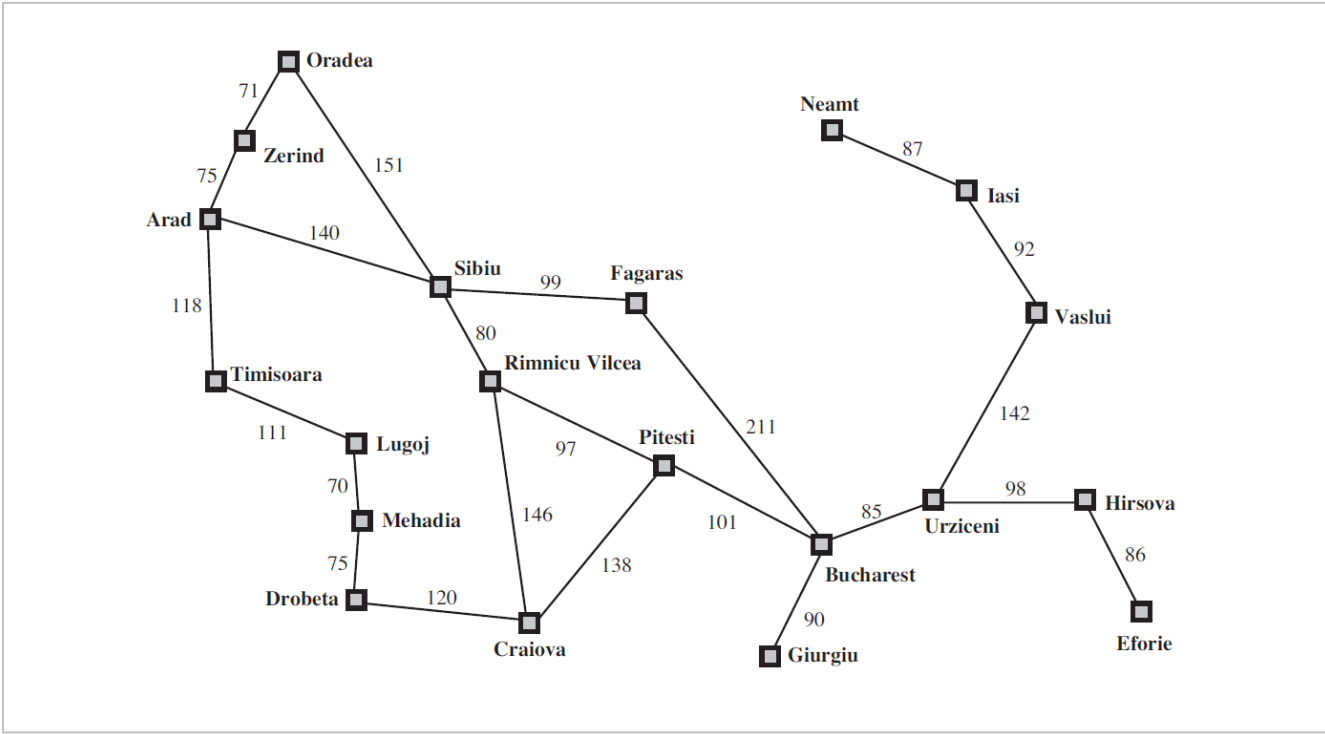 Oradea
71
Neamt
87
Zerind
151
75
Iasi
Arad
140
92
Sibiu
Fagaras
99
118
Vaslui
80
Rimnicu Vilcea
Timisoara
142
211
111
Pitesti
Lugoj
97
70
98
Hirsova
85
Mehadia
146
101
Urziceni
86
75
138
Bucharest
Drobeta
120
90
Eforie
Craiova
Giurgiu